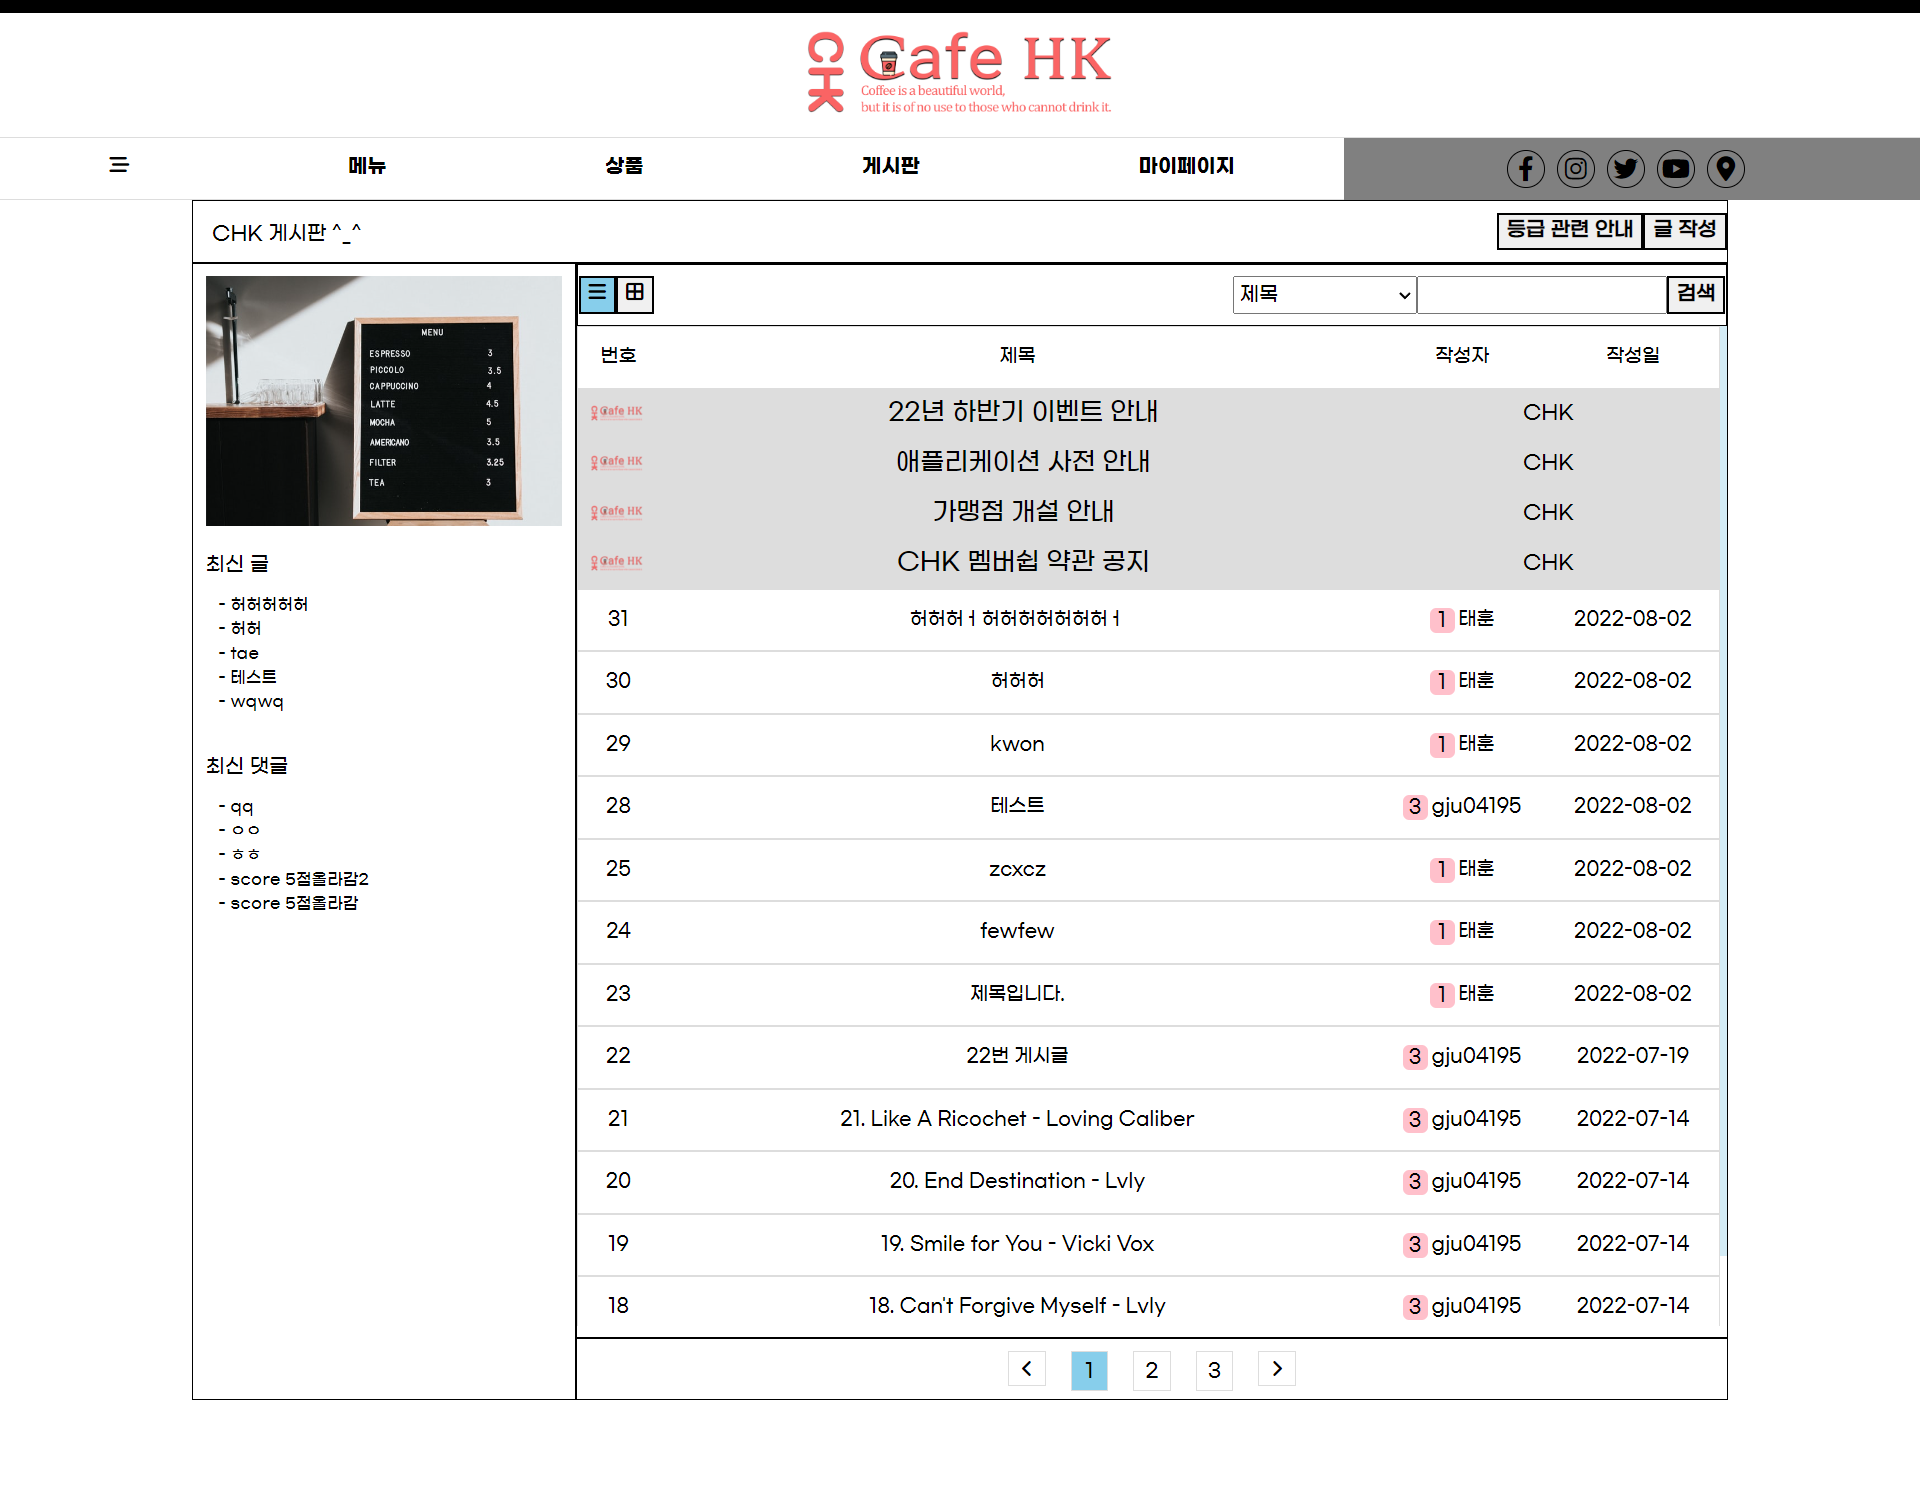 CHK
Cafe HK
Coffee is a beautiful world,
but it is of no use to those who cannot drink it.
메뉴 상품 게시판 마이페이지
CHK 게시판 ^_^ 등급 관련 안내 글 작성
제목 검색
MENU
ESPRESSO 3
PICCOLO 3.5
CAPPUCCINO 4
LATTE 4.5
MOCHA 5
AMERICANO 3.5
FILTER 3.25
TEA 3
최신 글
- 허허허허허
- 허허
- tae
- 테스트
- wqwq
최신 댓글
- qq
- ㅇㅇ
- ㅎㅎ
- score 5점올라감2
- score 5점올라감
번호 제목 작성자 작성일
CHK Cafe HK 22년 하반기 이벤트 안내 CHK
CHK Cafe HK 애플리케이션 사전 안내 CHK
CHK Cafe HK 가맹점 개설 안내 CHK
CHK Cafe HK CHK 멤버쉽 약관 공지 CHK
31 허허허ㅓ허허허허허허허ㅓ 1 태훈 2022-08-02
30 허허허 1 태훈 2022-08-02
29 kwon 1 태훈 2022-08-02
28 테스트 3 gju04195 2022-08-02
25 zcxcz 1 태훈 2022-08-02
24 fewfew 1 태훈 2022-08-02
23 제목입니다. 1 태훈 2022-08-02
22 22번 게시글 3 gju04195 2022-07-19
21 21. Like A Ricochet - Loving Caliber 3 gju04195 2022-07-14
20 20. End Destination - Lvly 3 gju04195 2022-07-14
19 19. Smile for You - Vicki Vox 3 gju04195 2022-07-14
18 18. Can't Forgive Myself - Lvly 3 gju04195 2022-07-14
1 2 3